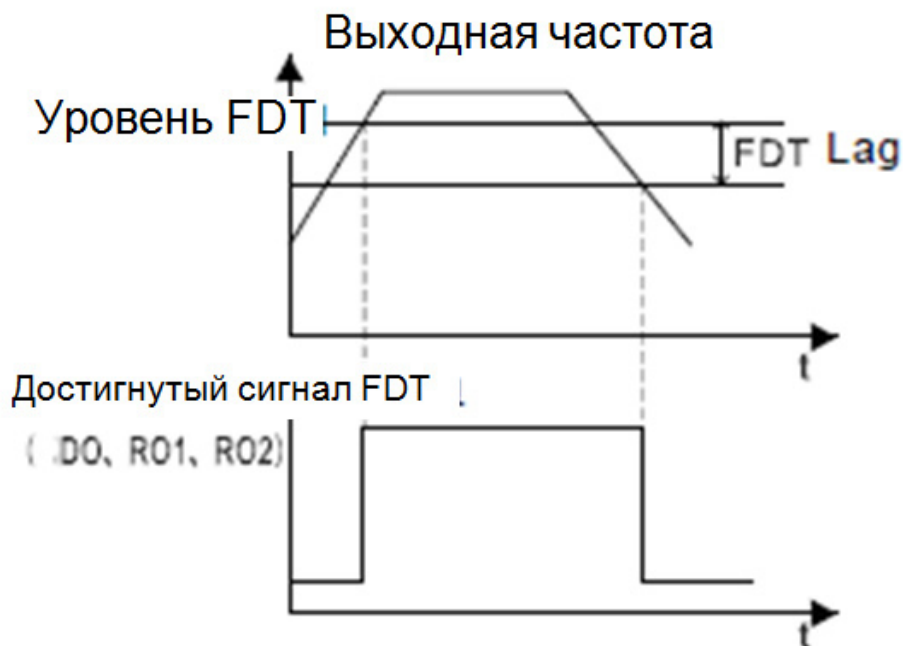 Выходная частота
Уровень FDT
FDT Lag
t
Достигнутый сигнал FDT
( DO、RO1、RO2)
t